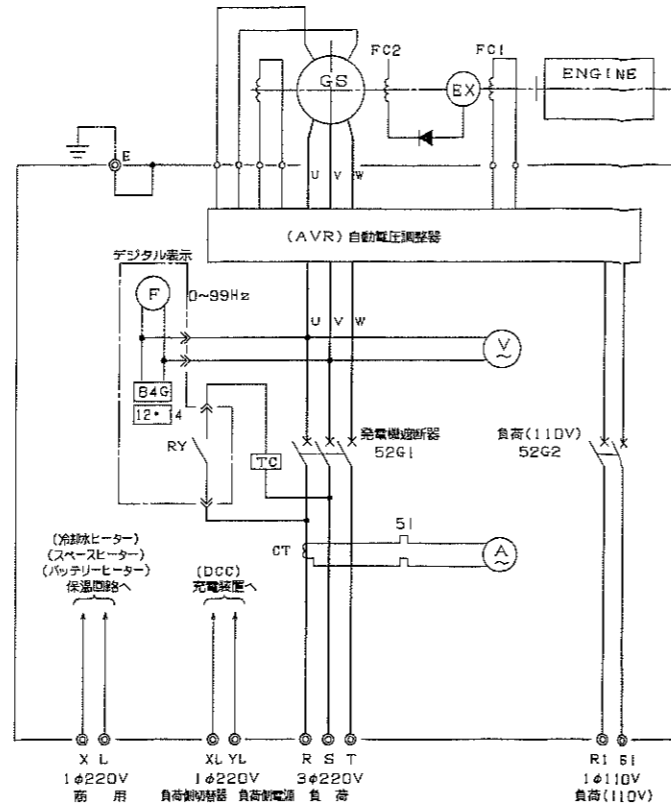 FC2
FC1
GS
EX
ENGINE
E
U V W
(AVR) 自動電圧調整器
デジタル表示
F
0~99Hz
U V W
V
84G
12* 4
RY
TC
発電機遮断器
52G1
負荷(110V)
52G2
51
CT
A
(冷却水ヒーター)
(スペースヒーター)
(バッテリーヒーター)
保温回路へ
(DCC)
充電装置へ
X L
XL YL
R S T
R1 S1
1φ220V
1φ220V
3φ220V
1φ110V
商 用
負荷側切替器
負荷側電源
負 荷
負荷(110V)